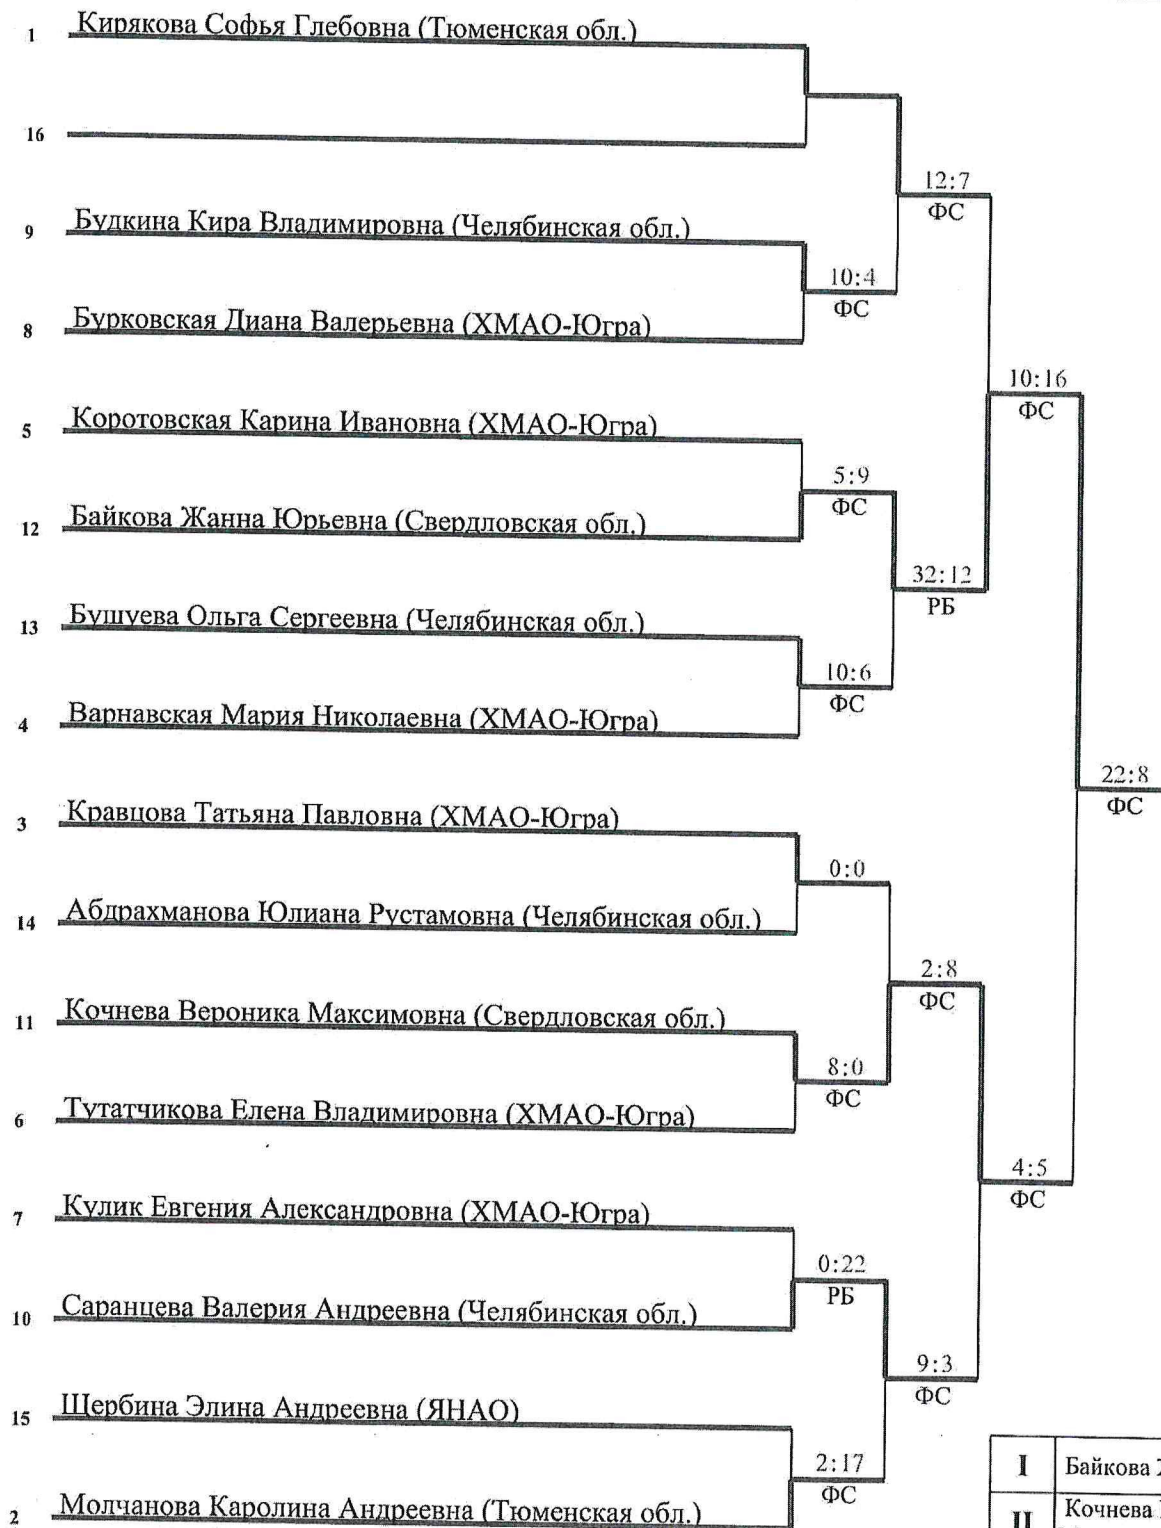 1 Кирякова Софья Глебовна (Тюменская обл.)
16
12:7
ФС
9 Будкина Кира Владимировна (Челябинская обл.)
10:4
ФС
8 Бурковская Диана Валерьевна (ХМАО-Югра)
10:16
ФС
5 Коротовская Карина Ивановна (ХМАО-Югра)
5:9
ФС
12 Байкова Жанна Юрьевна (Свердловская обл.)
32:12
РБ
13 Бушуева Ольга Сергеевна (Челябинская обл.)
10:6
ФС
4 Варнавская Мария Николаевна (ХМАО-Югра)
22:8
ФС
3 Кравцова Татьяна Павловна (ХМАО-Югра)
0:0
14 Абдрахманова Юлиана Рустамовна (Челябинская обл.)
2:8
ФС
11 Кочнева Вероника Максимовна (Свердловская обл.)
8:0
ФС
6 Тутатчикова Елена Владимировна (ХМАО-Югра)
4:5
ФС
7 Кулик Евгения Александровна (ХМАО-Югра)
0:22
РБ
10 Саранцева Валерия Андреевна (Челябинская обл.)
9:3
ФС
15 Щербина Элина Андреевна (ЯНАО)
2:17
ФС
I Байкова
2 Молчанова Каролина Андреевна (Тюменская обл.)
II Кочнева